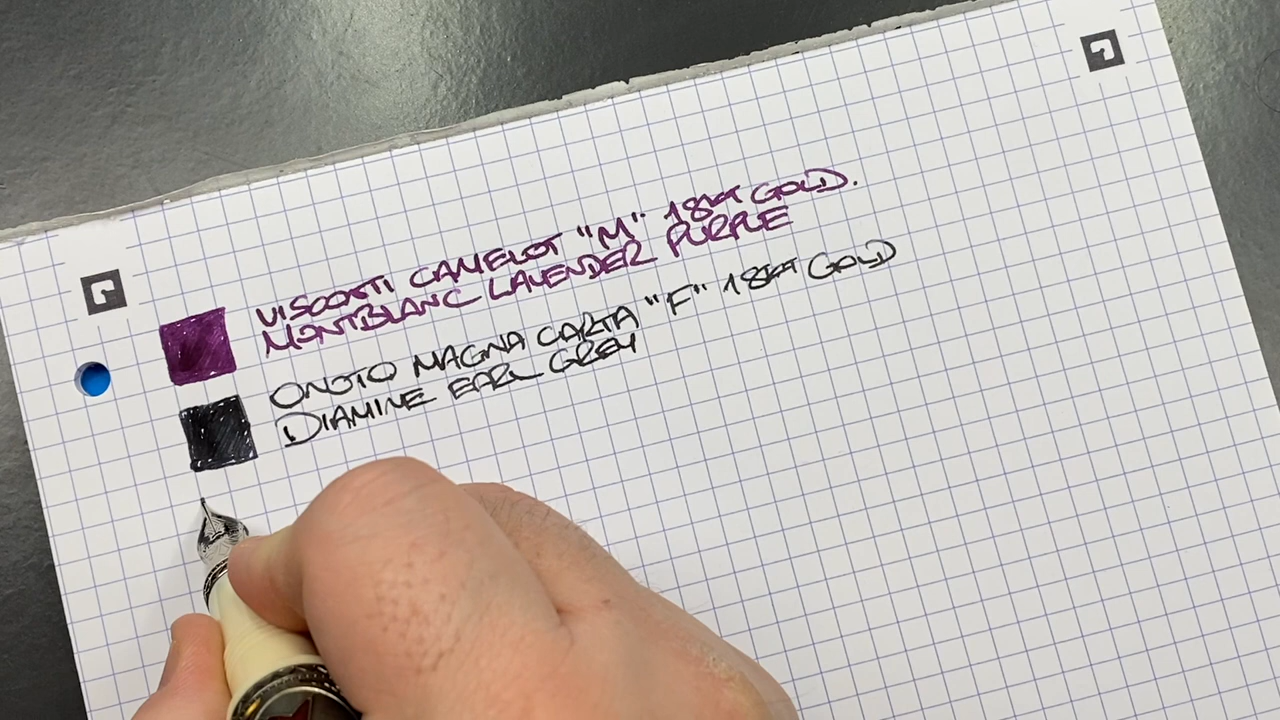 VISCONTI CAMELOT "M" 18kt GOLD.
MONTBLANC LAVENDER PURPLE
ONOTO MAGNA CARTA "F" 18kt GOLD
DIAMINE EARL GREY